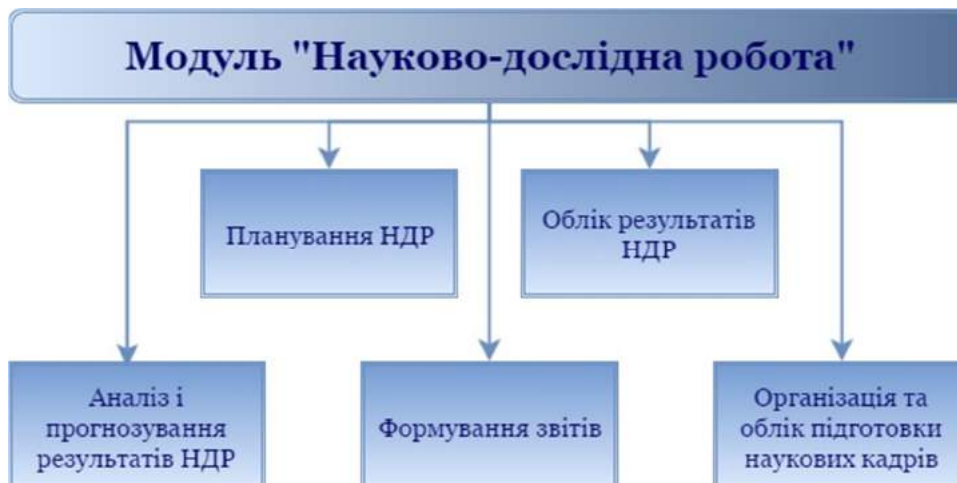 Модуль "Науково-дослідна робота"
Планування НДР
Облік результатів
НДР
Аналіз і
прогнозування
результатів НДР
Формування звітів
Організація та
облік підготовки
наукових кадрів